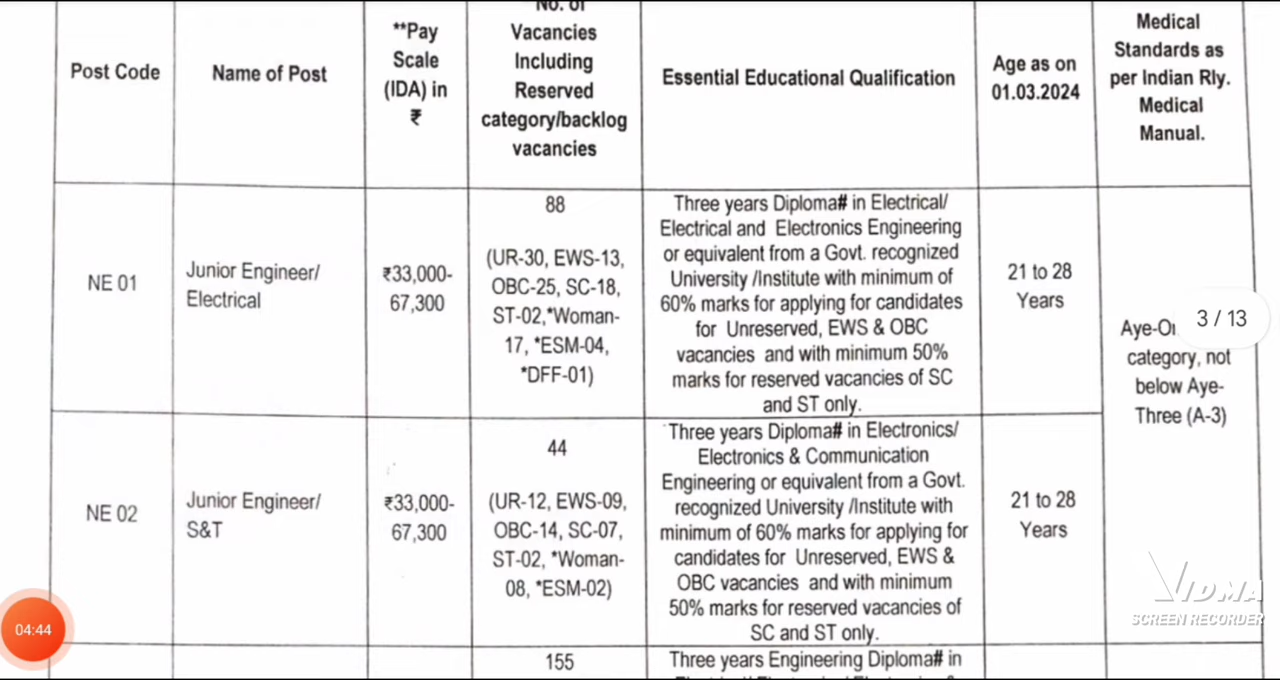 Post Code
Name of Post
**Pay
Scale
(IDA) in
₹
No. of
Vacancies
Including
Reserved
category/backlog
vacancies
Essential Educational Qualification
Age as on
01.03.2024
Medical
Standards as
per Indian Rly.
Medical
Manual.
NE 01
Junior Engineer/
Electrical
₹33,000-
67,300
88
(UR-30, EWS-13,
OBC-25, SC-18,
ST-02,*Woman-
17, *ESM-04,
*DFF-01)
Three years Diploma# in Electrical/
Electrical and Electronics Engineering
or equivalent from a Govt. recognized
University /Institute with minimum of
60% marks for applying for candidates
for Unreserved, EWS & OBC
vacancies and with minimum 50%
marks for reserved vacancies of SC
and ST only.
21 to 28
Years
3 / 13
category, not
below Aye-
Three (A-3)
NE 02
Junior Engineer/
S&T
₹33,000-
67,300
44
(UR-12, EWS-09,
OBC-14, SC-07,
ST-02, *Woman-
08, *ESM-02)
Three years Diploma# in Electronics/
Electronics & Communication
Engineering or equivalent from a Govt.
recognized University /Institute with
minimum of 60% marks for applying for
candidates for Unreserved, EWS &
OBC vacancies and with minimum
50% marks for reserved vacancies of
SC and ST only.
21 to 28
Years
155
Three years Engineering Diploma# in
04:44
VIDMA
SCREEN RECORDER